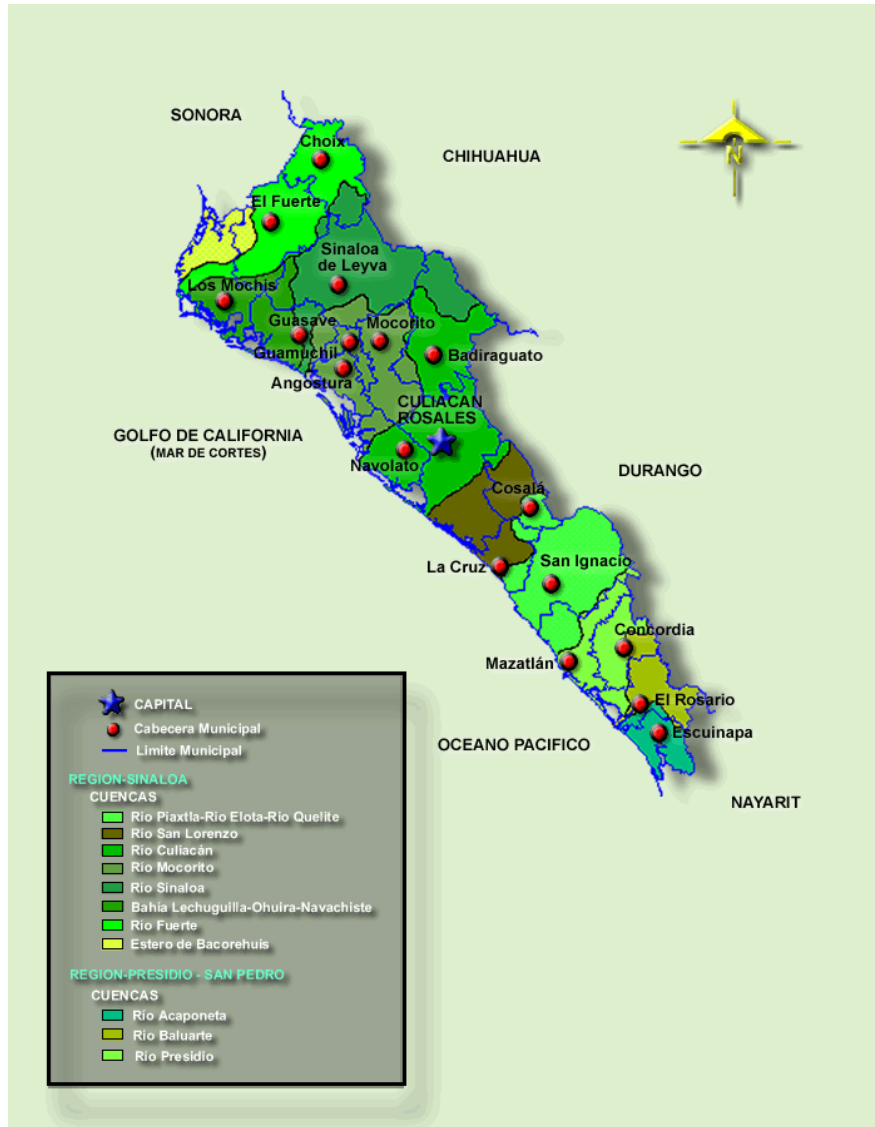 SONORA
CHIHUAHUA
N
Choix
El Fuerte
Sinaloa
de Leyva
Los Mochis
Guasave
Mocorito
Guamuchil
Badiraguato
Angostura
CULIACAN
ROSALES
GOLFO DE CALIFORNIA
(MAR DE CORTES)
Navolato
DURANGO
Cosalá
La Cruz
San Ignacio
Concordia
Mazatlán
El Rosario
Escuinapa
OCEANO PACIFICO
NAYARIT
CAPITAL
Cabecera Municipal
Limite Municipal
REGION-SINALOA
CUENCAS
Rio Piaxtla-Rio Elota-Rio Quelite
Rio San Lorenzo
Rio Culiacán
Rio Mocorito
Rio Sinaloa
Bahía Lechuguilla-Ohuira-Navachiste
Rio Fuerte
Estero de Bacorehuis
REGION-PRESIDIO - SAN PEDRO
CUENCAS
Rio Acaponeta
Rio Baluarte
Rio Presidio